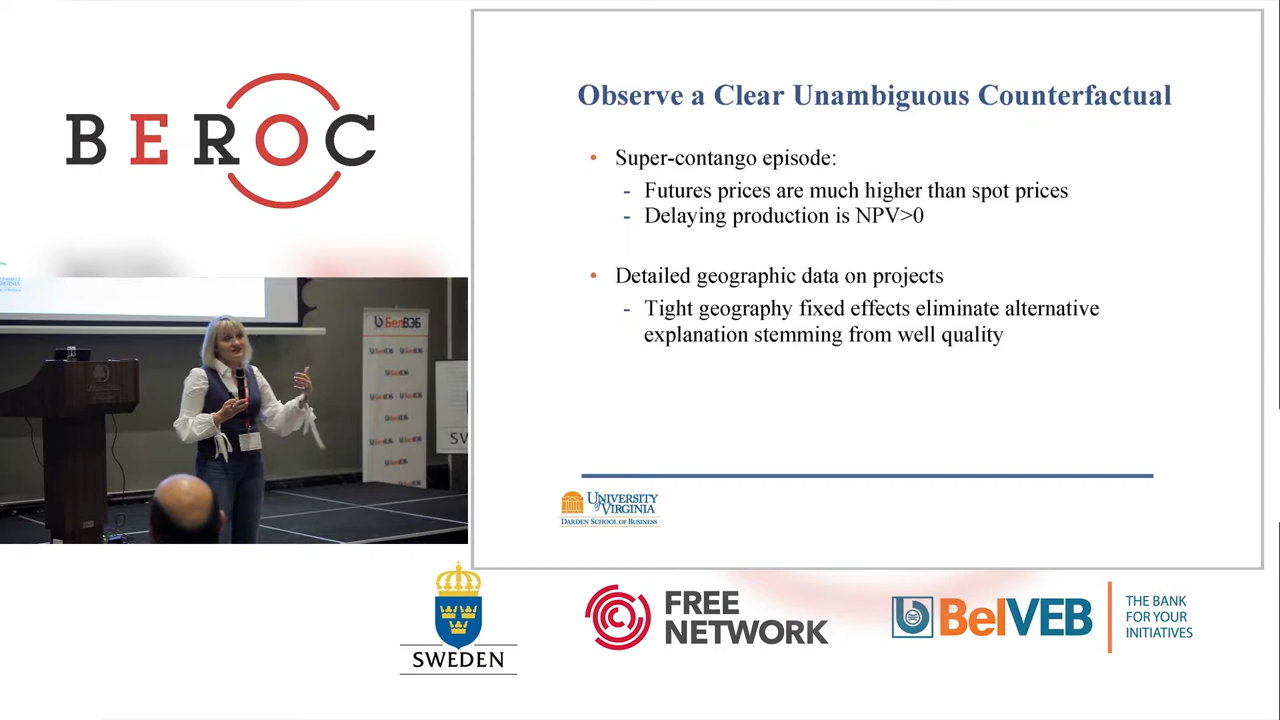 BEROC
Observe a Clear Unambiguous Counterfactual
• Super-contango episode:
- Futures prices are much higher than spot prices
- Delaying production is NPV>0
• Detailed geographic data on projects
- Tight geography fixed effects eliminate alternative
explanation stemming from well quality
UNIVERSITY
of VIRGINIA
DARDEN SCHOOL OF BUSINESS
БелВЭБ
SWEDEN
FREE
NETWORK
BelVEB
THE BANK
FOR YOUR
INITIATIVES